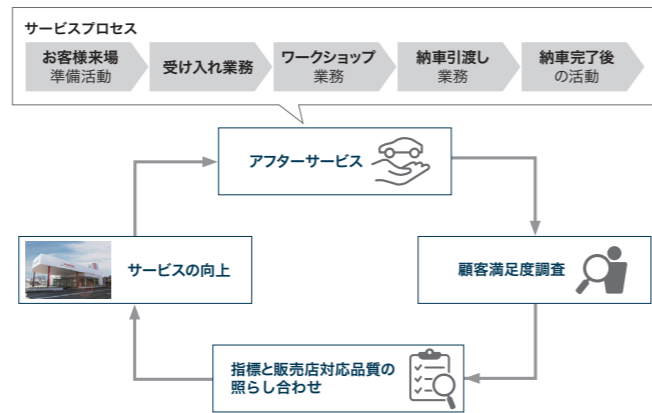 サービスプロセス
お客様来場
準備活動
受け入れ業務
ワークショップ
業務
納車引渡し
業務
納車完了後
の活動
アフターサービス
サービスの向上
顧客満足度調査
指標と販売店対応品質の
照らし合わせ